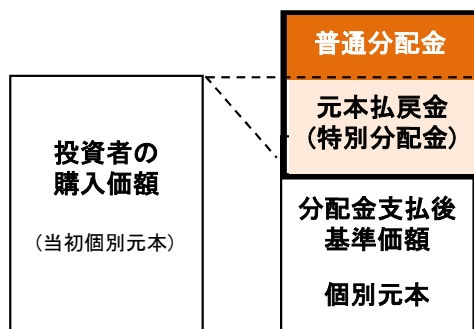 普通分配金
元本払戻金
（特別分配金）
投資者の
購入価額
（当初個別元本）
分配金支払後
基準価額
個別元本